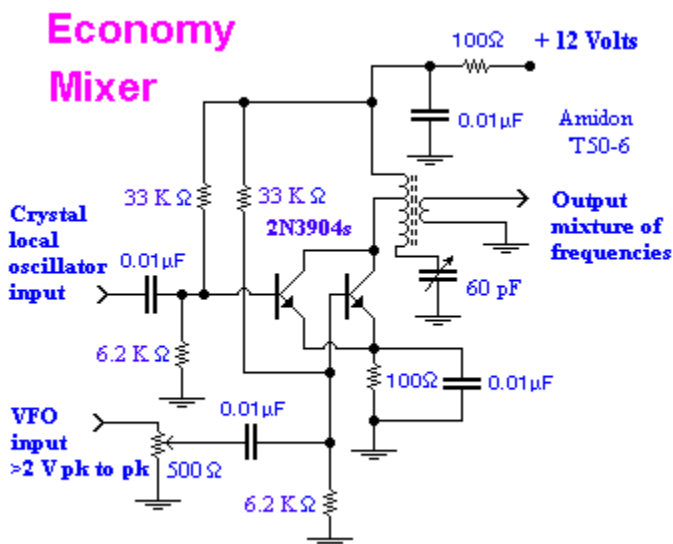 Economy
Mixer
100Ω
+ 12 Volts
0.01µF
Amidon
T50-6
33 K Ω
33 K Ω
2N3904s
Crystal
local
oscillator
input
0.01µF
Output
mixture of
frequencies
60 pF
6.2 K Ω
100Ω
0.01µF
VFO
input
>2 V pk to pk
0.01µF
500 Ω
6.2 K Ω